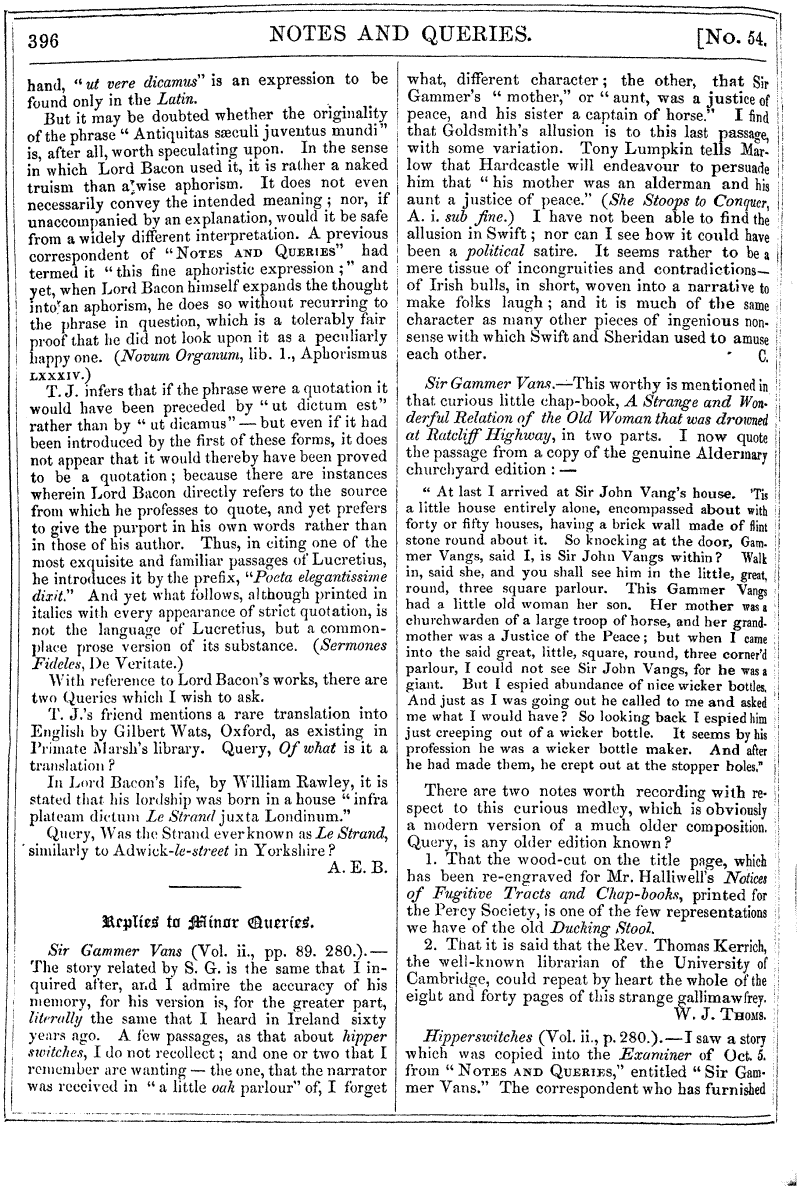 396
NOTES AND QUERIES.
[No. 54.
hand, "ut vere dicamus" is an expression to be
found only in the Latin.
But it may be doubted whether the originality
of the phrase "Antiquitas sæculi juventus mundi"
is, after all, worth speculating upon. In the sense
in which Lord Bacon used it, it is rather a naked
truism than a wise aphorism. It does not even
necessarily convey the intended meaning; nor, if
unaccompanied by an explanation, would it be safe
from a widely different interpretation. A previous
correspondent of "NOTES AND QUERIES" had
termed it "this fine aphoristic expression;" and
yet, when Lord Bacon himself expands the thought
into an aphorism, he does so without recurring to
the phrase in question, which is a tolerably fair
proof that he did not look upon it as a peculiarly
happy one. (Novum Organum, lib. 1., Aphorismus
LXXXIV.)
T. J. infers that if the phrase were a quotation it
would have been preceded by "ut dictum est"
rather than by "ut dicamus"—but even if it had
been introduced by the first of these forms, it does
not appear that it would thereby have been proved
to be a quotation; because there are instances
wherein Lord Bacon directly refers to the source
from which he professes to quote, and yet prefers
to give the purport in his own words rather than
in those of his author. Thus, in citing one of the
most exquisite and familiar passages of Lucretius,
he introduces it by the prefix, "Poeta elegantissime
dixit." And yet what follows, although printed in
italics with every appearance of strict quotation, is
not the language of Lucretius, but a common-
place prose version of its substance. (Sermones
Fideles, De Veritate.)
With reference to Lord Bacon's works, there are
two Queries which I wish to ask.
T. J.'s friend mentions a rare translation into
English by Gilbert Wats, Oxford, as existing in
Primate Marsh's library. Query, Of what is it a
translation?
In Lord Bacon's life, by William Rawley, it is
stated that his lordship was born in a house "infra
plateam dictum Le Strand juxta Londinum."
Query, Was the Strand ever known as Le Strand,
similarly to Adwick-le-street in Yorkshire?
A. E. B.
Replies to Minor Queries.
Sir Gammer Vans (Vol. ii., pp. 89. 280.).—
The story related by S. G. is the same that I in-
quired after, and I admire the accuracy of his
memory, for his version is, for the greater part,
literally the same that I heard in Ireland sixty
years ago. A few passages, as that about hipper
switches, I do not recollect; and one or two that I
remember are wanting—the one, that the narrator
was received in "a little oak parlour" of, I forget
what, different character; the other, that Sir
Gammer's "mother," or "aunt, was a justice of
peace, and his sister a captain of horse." I find
that Goldsmith's allusion is to this last passage,
with some variation. Tony Lumpkin tells Mar-
low that Hardcastle will endeavour to persuade
him that "his mother was an alderman and his
aunt a justice of peace." (She Stoops to Conquer,
A. i. sub fine.) I have not been able to find the
allusion in Swift; nor can I see how it could have
been a political satire. It seems rather to be a
mere tissue of incongruities and contradictions—
of Irish bulls, in short, woven into a narrative to
make folks laugh; and it is much of the same
character as many other pieces of ingenious non-
sense with which Swift and Sheridan used to amuse
each other. C.
Sir Gammer Vans.—This worthy is mentioned in
that curious little chap-book, A Strange and Won-
derful Relation of the Old Woman that was drowned
at Ratcliff Highway, in two parts. I now quote
the passage from a copy of the genuine Aldermary
churchyard edition:—
"At last I arrived at Sir John Vang's house. 'Tis
a little house entirely alone, encompassed about with
forty or fifty houses, having a brick wall made of flint
stone round about it. So knocking at the door, Gam-
mer Vangs, said I, is Sir John Vangs within? Walk
in, said she, and you shall see him in the little, great,
round, three square parlour. This Gammer Vangs
had a little old woman her son. Her mother was a
churchwarden of a large troop of horse, and her grand-
mother was a Justice of the Peace; but when I came
into the said great, little, square, round, three corner'd
parlour, I could not see Sir John Vangs, for he was a
giant. But I espied abundance of nice wicker bottles.
And just as I was going out he called to me and asked
me what I would have? So looking back I espied him
just creeping out of a wicker bottle. It seems by his
profession he was a wicker bottle maker. And after
he had made them, he crept out at the stopper holes."
There are two notes worth recording with re-
spect to this curious medley, which is obviously
a modern version of a much older composition.
Query, is any older edition known?
1. That the wood-cut on the title page, which
has been re-engraved for Mr. Halliwell's Notices
of Fugitive Tracts and Chap-books, printed for
the Percy Society, is one of the few representations
we have of the old Ducking Stool.
2. That it is said that the Rev. Thomas Kerrich,
the well-known librarian of the University of
Cambridge, could repeat by heart the whole of the
eight and forty pages of this strange gallimawfrey.
W. J. THOMS.
Hipperswitches (Vol. ii., p. 280.).—I saw a story
which was copied into the Examiner of Oct. 5.
from "NOTES AND QUERIES," entitled "Sir Gam-
mer Vans." The correspondent who has furnished